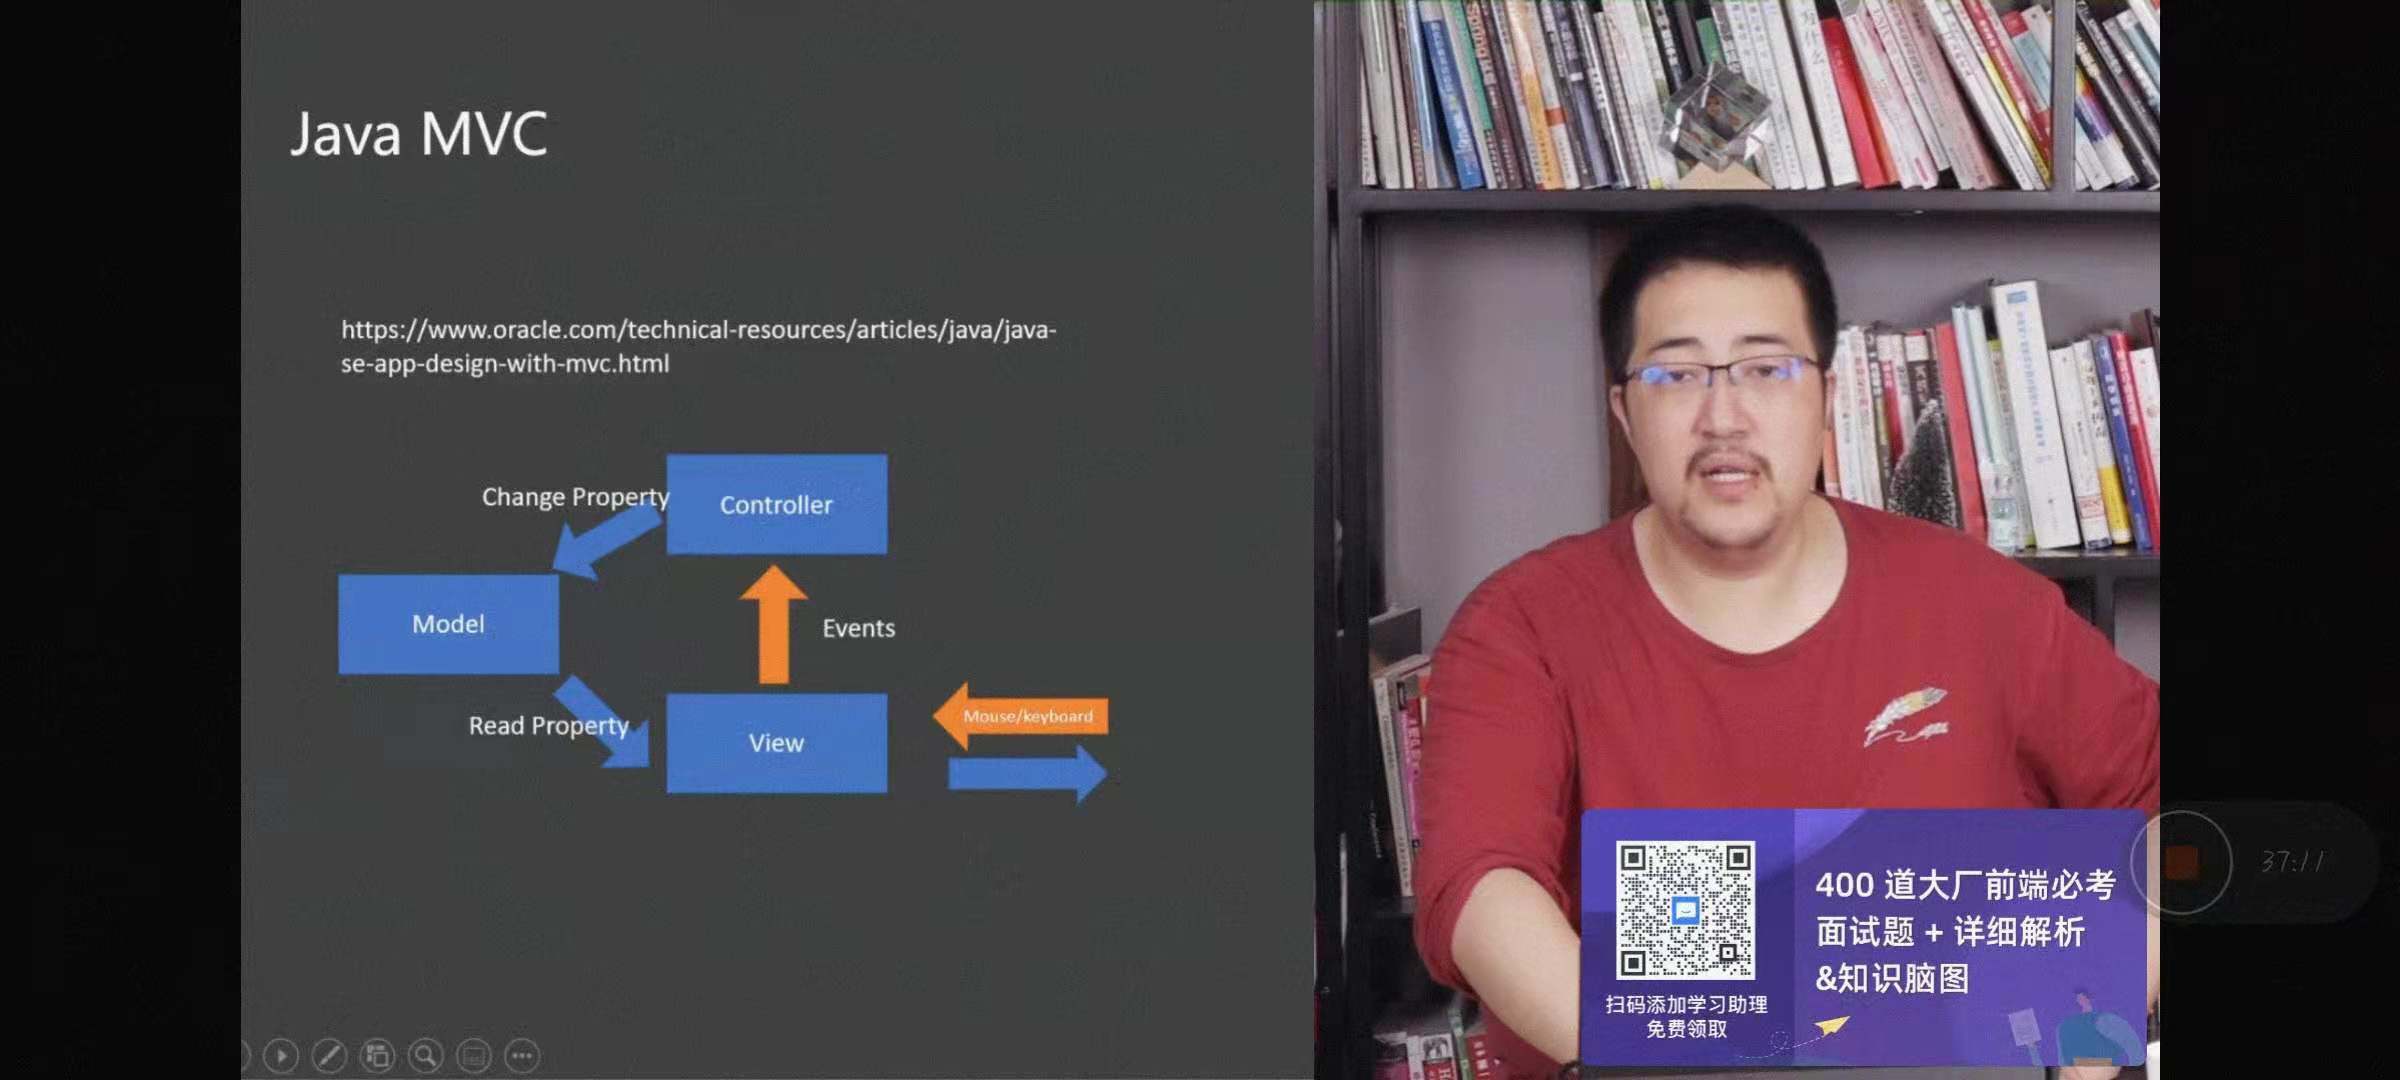 Java MVC
https://www.oracle.com/technical-resources/articles/java/java-
se-app-design-with-mvc.html
Change Property
Controller
Model
Events
Read Property
View
Mouse/keyboard
Spring
400 道大厂前端必考
面试题 + 详细解析
&知识脑图
扫码添加学习助理
免费领取
37:11